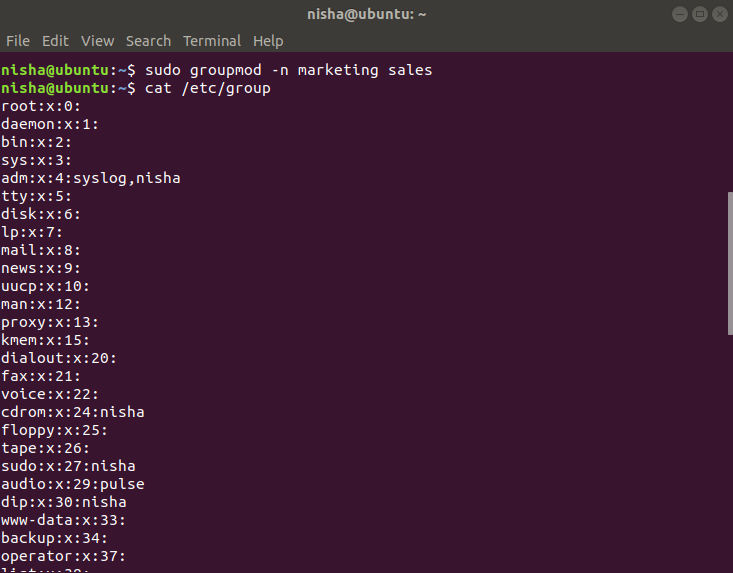 nisha@ubuntu: ~
File Edit View Search Terminal Help
nisha@ubuntu:~$ sudo groupmod -n marketing sales
nisha@ubuntu:~$ cat /etc/group
root:x:0:
daemon:x:1:
bin:x:2:
sys:x:3:
adm:x:4:syslog,nisha
tty:x:5:
disk:x:6:
lp:x:7:
mail:x:8:
news:x:9:
uucp:x:10:
man:x:12:
proxy:x:13:
kmem:x:15:
dialout:x:20:
fax:x:21:
voice:x:22:
cdrom:x:24:nisha
floppy:x:25:
tape:x:26:
sudo:x:27:nisha
audio:x:29:pulse
dip:x:30:nisha
www-data:x:33:
backup:x:34:
operator:x:37: